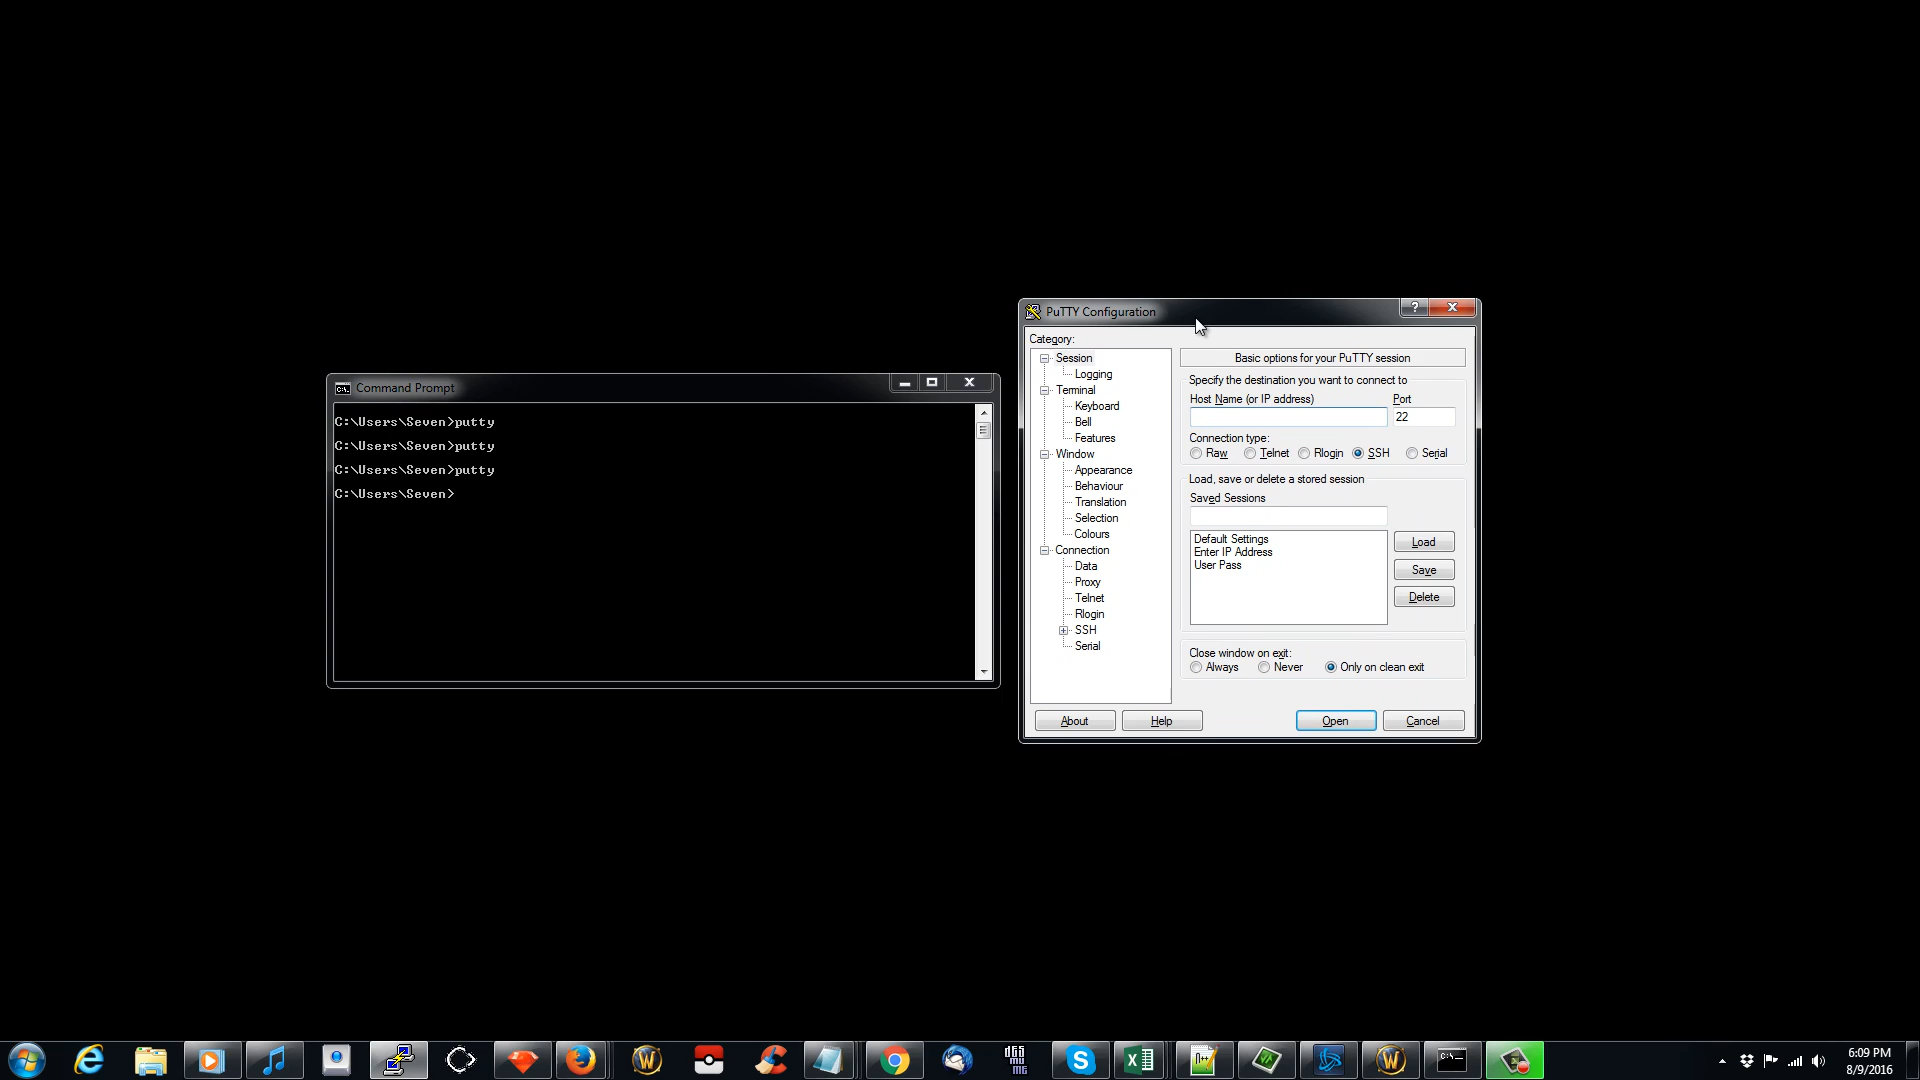 PuTTY Configuration
?
Category:
Session
Logging
Terminal
Keyboard
Bell
Features
Window
Appearance
Behaviour
Translation
Selection
Colours
Connection
Data
Proxy
Telnet
Rlogin
SSH
Serial
Basic options for your PuTTY session
Specify the destination you want to connect to
Host Name (or IP address) Port
22
Connection type:
Raw Telnet Rlogin SSH Serial
Load, save or delete a stored session
Saved Sessions
Default Settings
Enter IP Address
User Pass
Load
Save
Delete
Close window on exit:
Always Never Only on clean exit
About Help Open Cancel
Command Prompt
C:\Users\Seven>putty
C:\Users\Seven>putty
C:\Users\Seven>putty
C:\Users\Seven>
6:09 PM
8/9/2016